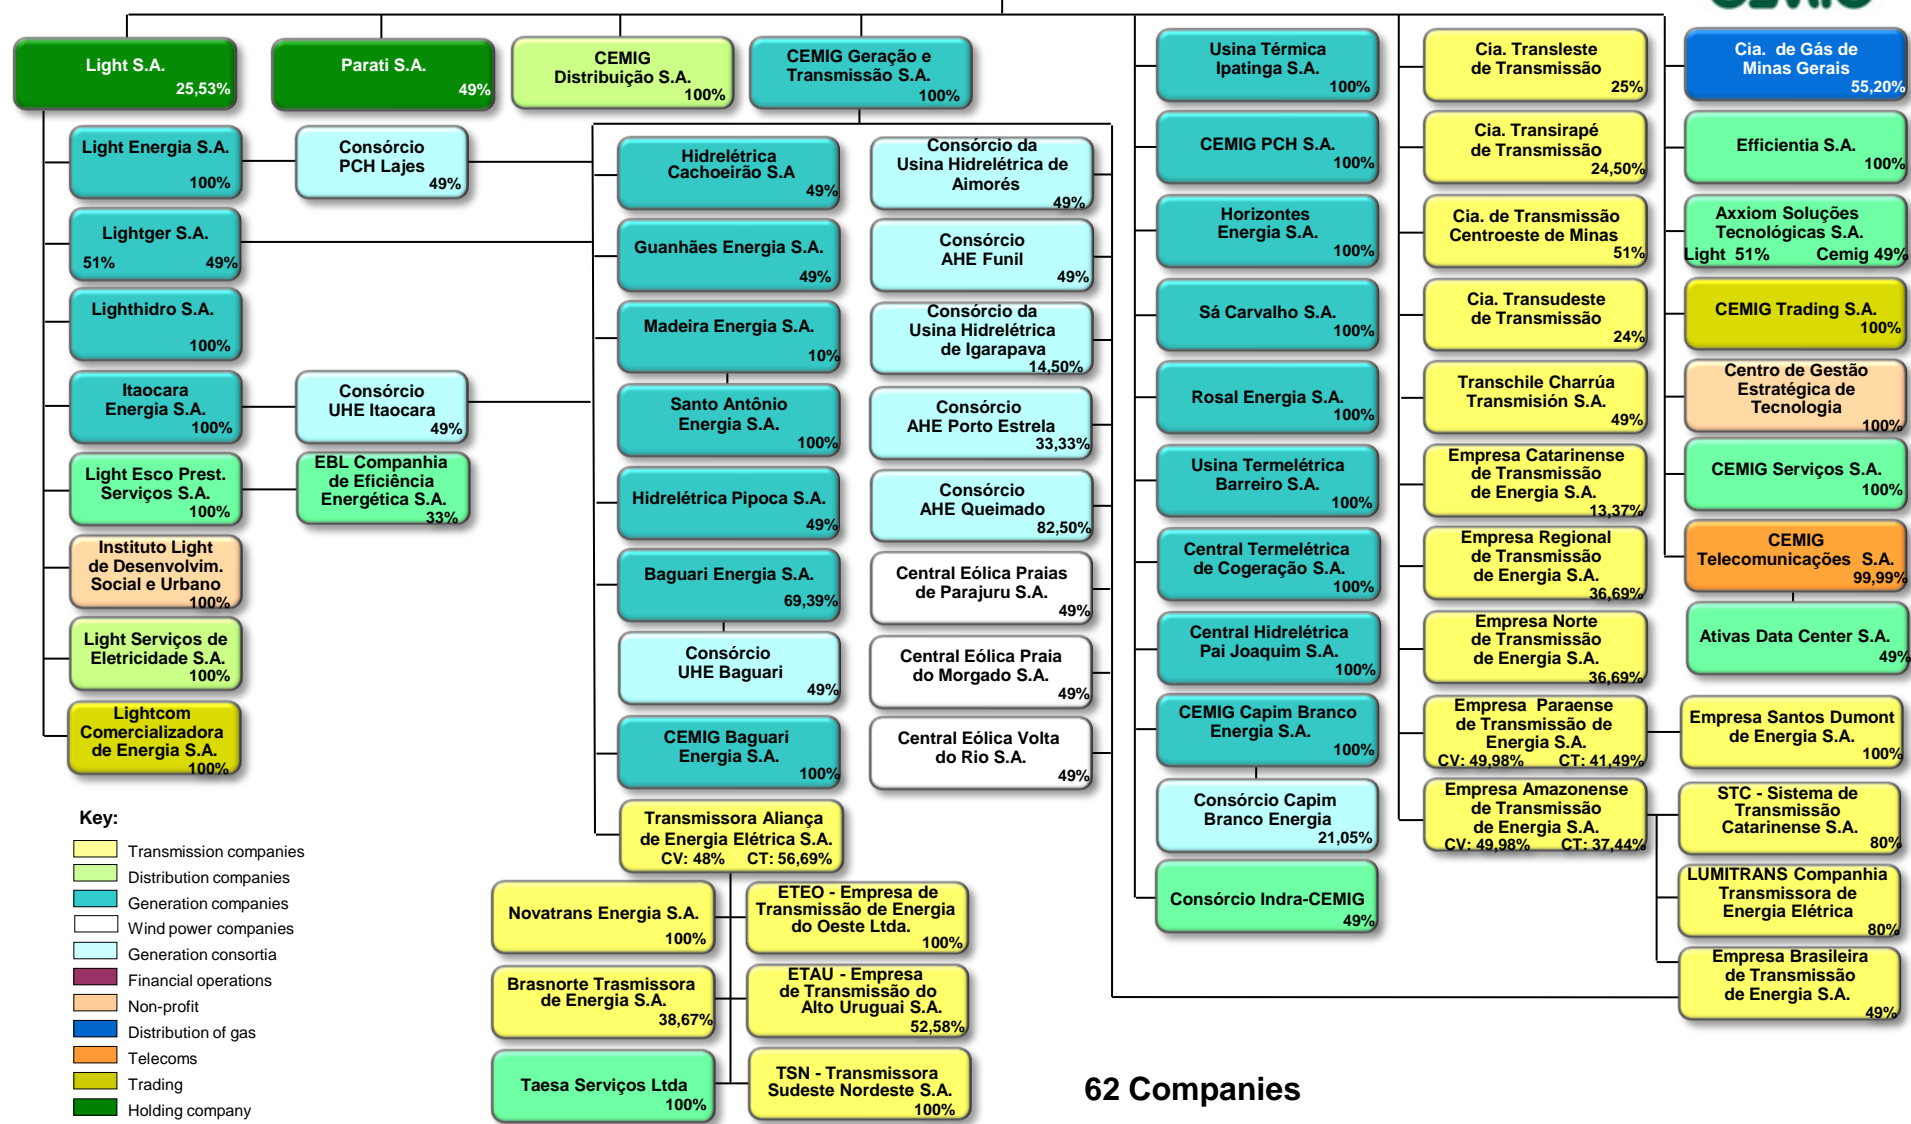 Light S.A.
25,53%
Parati S.A.
49%
CEMIG
Distribuição S.A.
100%
CEMIG Geração e
Transmissão S.A.
100%
Light Energia S.A.
100%
Consórcio
PCH Lajes
49%
Lightger S.A.
51% 49%
Lighthidro S.A.
100%
Itaocara
Energia S.A.
100%
Consórcio
UHE Itaocara
49%
Light Esco Prest.
Serviços S.A.
100%
EBL Companhia
de Eficiência
Energética S.A.
33%
Instituto Light
de Desenvolvim.
Social e Urbano
100%
Light Serviços de
Eletricidade S.A.
100%
Lightcom
Comercializadora
de Energia S.A.
100%
Hidrelétrica
Cachoeirão S.A
49%
Guanhães Energia S.A.
49%
Madeira Energia S.A.
10%
Santo Antônio
Energia S.A.
100%
Hidrelétrica Pipoca S.A.
49%
Baguari Energia S.A.
69,39%
Consórcio
UHE Baguari
49%
CEMIG Baguari
Energia S.A.
100%
Transmissora Aliança
de Energia Elétrica S.A.
CV: 48% CT: 56,69%
Consórcio da
Usina Hidrelétrica de
Aimorés
49%
Consórcio
AHE Funil
49%
Consórcio da
Usina Hidrelétrica
de Igarapava
14,50%
Consórcio
AHE Porto Estrela
33,33%
Consórcio
AHE Queimado
82,50%
Central Eólica Praias
de Parajuru S.A.
49%
Central Eólica Praia
do Morgado S.A.
49%
Central Eólica Volta
do Rio S.A.
49%
Novatrans Energia S.A.
100%
ETEO - Empresa de
Transmissão de Energia
do Oeste Ltda.
100%
Brasnorte Trasmissora
de Energia S.A.
38,67%
ETAU - Empresa
de Transmissão do
Alto Uruguai S.A.
52,58%
Taesa Serviços Ltda
100%
TSN - Transmissora
Sudeste Nordeste S.A.
100%
Usina Térmica
Ipatinga S.A.
100%
CEMIG PCH S.A.
100%
Horizontes
Energia S.A.
100%
Sá Carvalho S.A.
100%
Rosal Energia S.A.
100%
Usina Termelétrica
Barreiro S.A.
100%
Central Termelétrica
de Cogeração S.A.
100%
Central Hidrelétrica
Pai Joaquim S.A.
100%
CEMIG Capim Branco
Energia S.A.
100%
Consórcio Capim
Branco Energia
21,05%
Consórcio Indra-CEMIG
49%
Cia. Transleste
de Transmissão
25%
Cia. Transirapé
de Transmissão
24,50%
Cia. de Transmissão
Centroeste de Minas
51%
Cia. Transudeste
de Transmissão
24%
Transchile Charrúa
Transmisión S.A.
49%
Empresa Catarinense
de Transmissão
de Energia S.A.
13,37%
Empresa Regional
de Transmissão
de Energia S.A.
36,69%
Empresa Norte
de Transmissão
de Energia S.A.
36,69%
Empresa Paraense
de Transmissão de
Energia S.A.
CV: 49,98% CT: 41,49%
Empresa Amazonense
de Transmissão
de Energia S.A.
CV: 49,98% CT: 37,44%
Cia. de Gás de
Minas Gerais
55,20%
Efficientia S.A.
100%
Axxiom Soluções
Tecnológicas S.A.
Light 51% Cemig 49%
CEMIG Trading S.A.
100%
Centro de Gestão
Estratégica de
Tecnologia
100%
CEMIG Serviços S.A.
100%
CEMIG
Telecomunicações S.A.
99,99%
Ativas Data Center S.A.
49%
Empresa Santos Dumont
de Energia S.A.
100%
STC - Sistema de
Transmissão
Catarinense S.A.
80%
LUMITRANS Companhia
Transmissora de
Energia Elétrica
80%
Empresa Brasileira
de Transmissão
de Energia S.A.
49%
Key:
Transmission companies
Distribution companies
Generation companies
Wind power companies
Generation consortia
Financial operations
Non-profit
Distribution of gas
Telecoms
Trading
Holding company
62 Companies